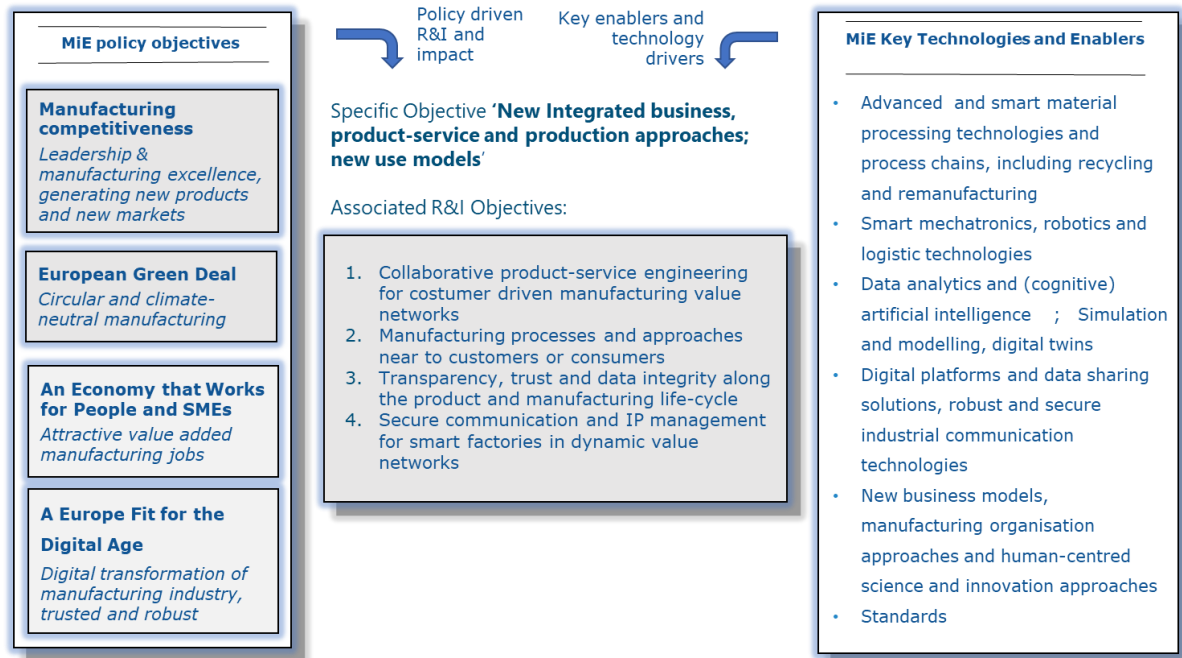 MiE policy objectives
Manufacturing
competitiveness
Leadership &
manufacturing excellence,
generating new products
and new markets
European Green Deal
Circular and climate-
neutral manufacturing
An Economy that Works
for People and SMEs
Attractive value added
manufacturing jobs
A Europe Fit for the
Digital Age
Digital transformation of
manufacturing industry,
trusted and robust
Policy driven
R&I and
impact
Key enablers and
technology
drivers
Specific Objective ‘New Integrated business,
product-service and production approaches;
new use models’
Associated R&I Objectives:
1. Collaborative product-service engineering
for costumer driven manufacturing value
networks
2. Manufacturing processes and approaches
near to customers or consumers
3. Transparency, trust and data integrity along
the product and manufacturing life-cycle
4. Secure communication and IP management
for smart factories in dynamic value
networks
MiE Key Technologies and Enablers
• Advanced and smart material
processing technologies and
process chains, including recycling
and remanufacturing
• Smart mechatronics, robotics and
logistic technologies
• Data analytics and (cognitive)
artificial intelligence ; Simulation
and modelling, digital twins
• Digital platforms and data sharing
solutions, robust and secure
industrial communication
technologies
• New business models,
manufacturing organisation
approaches and human-centred
science and innovation approaches
• Standards